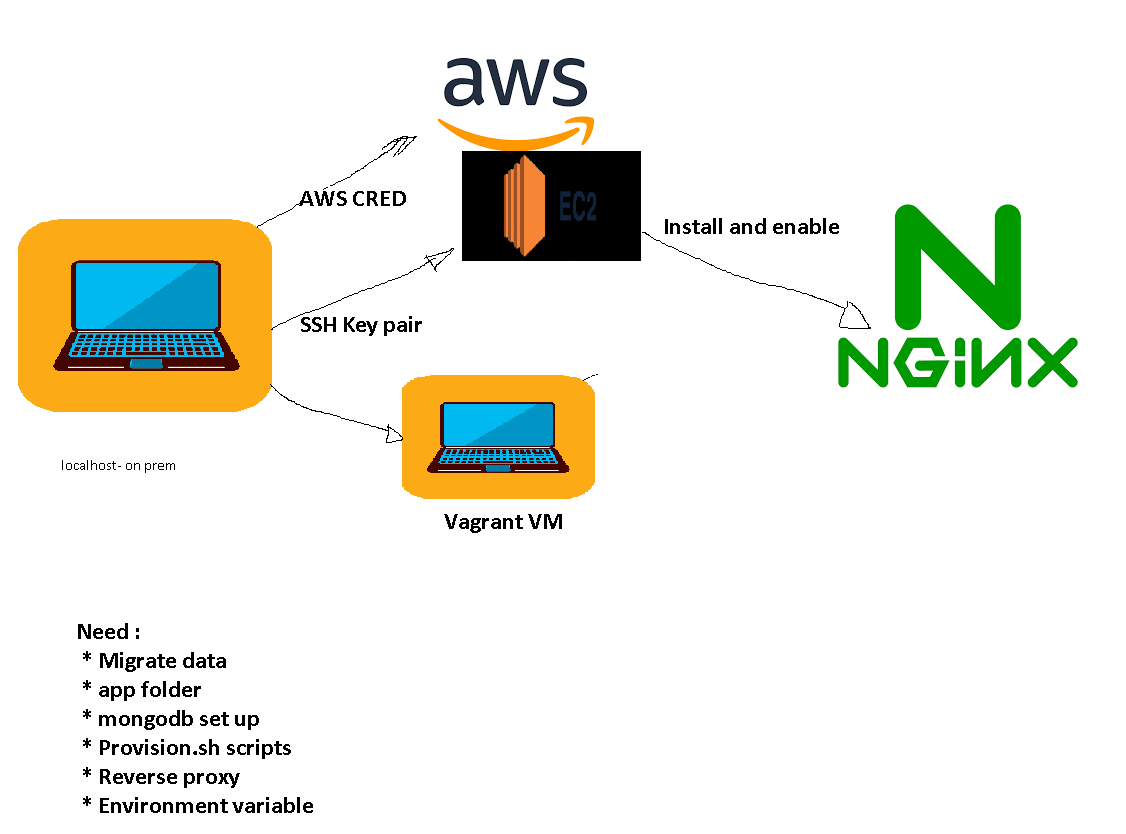 aws
AWS CRED
EC2
Install and enable
SSH Key pair
NGiNX
localhost- on prem
Vagrant VM
Need :
* Migrate data
* app folder
* mongodb set up
* Provision.sh scripts
* Reverse proxy
* Environment variable